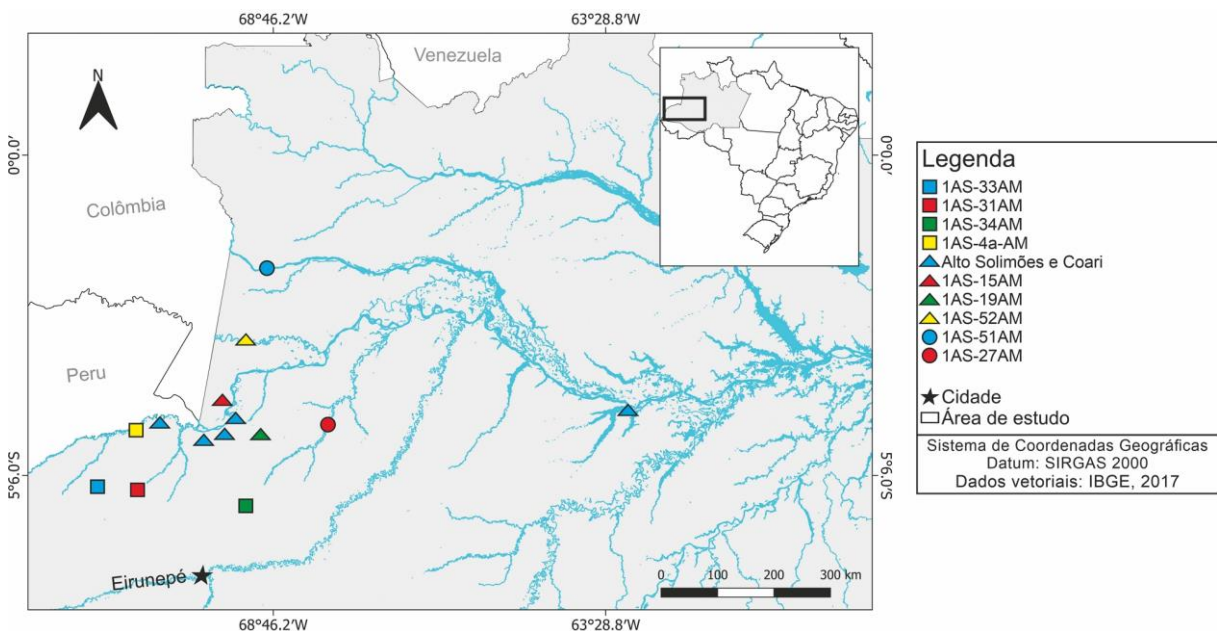 68°46.2'W 63°28.8'W
Venezuela
N
0°0.0'
0°0.0'
Colômbia
Peru
5°6.0'S
5°0.9'S
Eirunepé
0 100 200 300 km
68°46.2'W 63°28.8'W
Legenda
1AS-33AM
1AS-31AM
1AS-34AM
1AS-4a-AM
Alto Solimões e Coari
1AS-15AM
1AS-19AM
1AS-52AM
1AS-51AM
1AS-27AM
Cidade
Área de estudo
Sistema de Coordenadas Geográficas
Datum: SIRGAS 2000
Dados vetoriais: IBGE, 2017